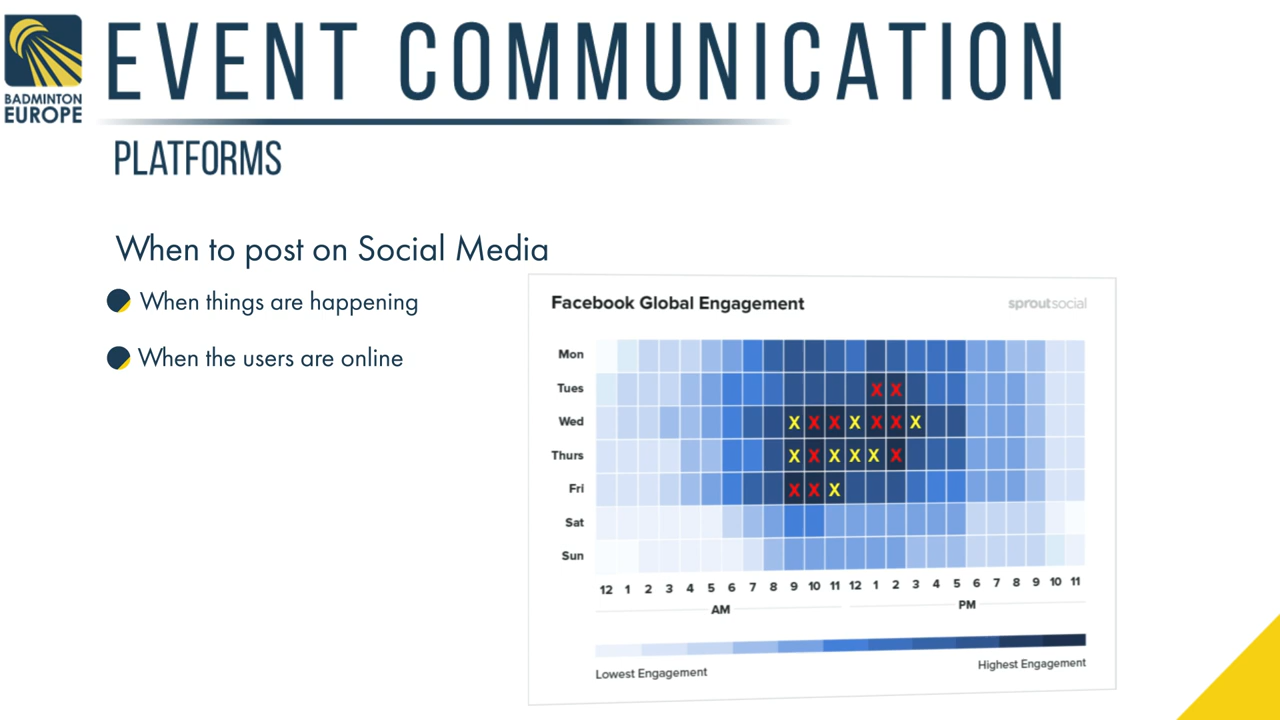 BADMINTON
EUROPE
EVENT COMMUNICATION
PLATFORMS
When to post on Social Media
When things are happening
When the users are online
Facebook Global Engagement
sproutsocial
Mon
Tues X X
Wed X X X X X X X
Thurs X X X X X X
Fri X X X
Sat
Sun
12 1 2 3 4 5 6 7 8 9 10 11 12 1 2 3 4 5 6 7 8 9 10 11
AM PM
Lowest Engagement Highest Engagement